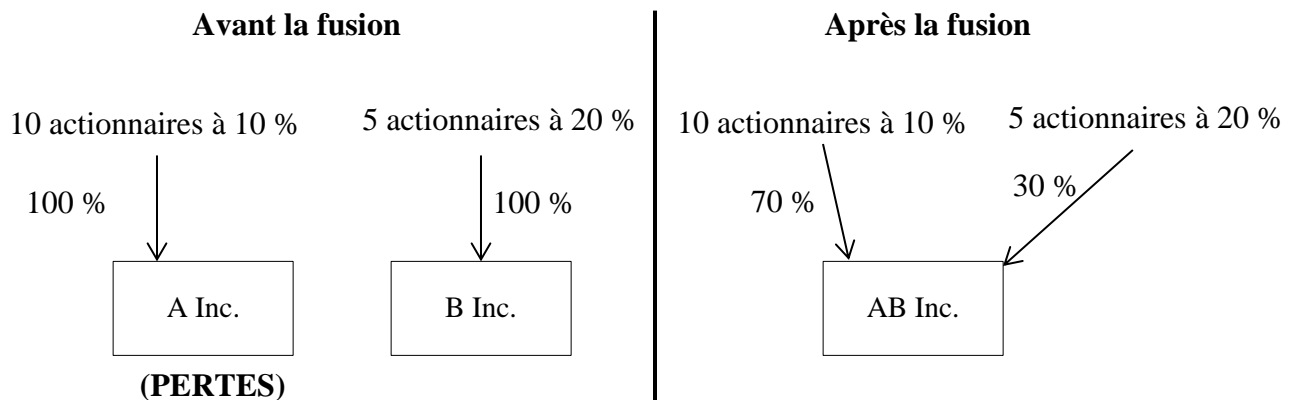 Avant la fusion
10 actionnaires à 10 %
5 actionnaires à 20 %
100 %
100 %
A Inc.
B Inc.
(PERTES)
Après la fusion
10 actionnaires à 10 %
5 actionnaires à 20 %
70 %
30 %
AB Inc.